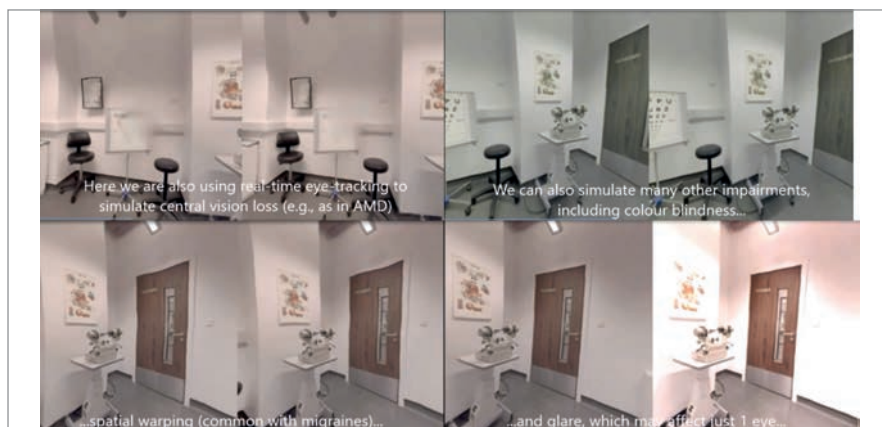 Here we are also using real-time eye-tracking to
simulate central vision loss (e.g., as in AMD)
We can also simulate many other impairments,
including colour blindness...
...spatial warping (common with migraines)...
...and glare, which may affect just 1 eye...